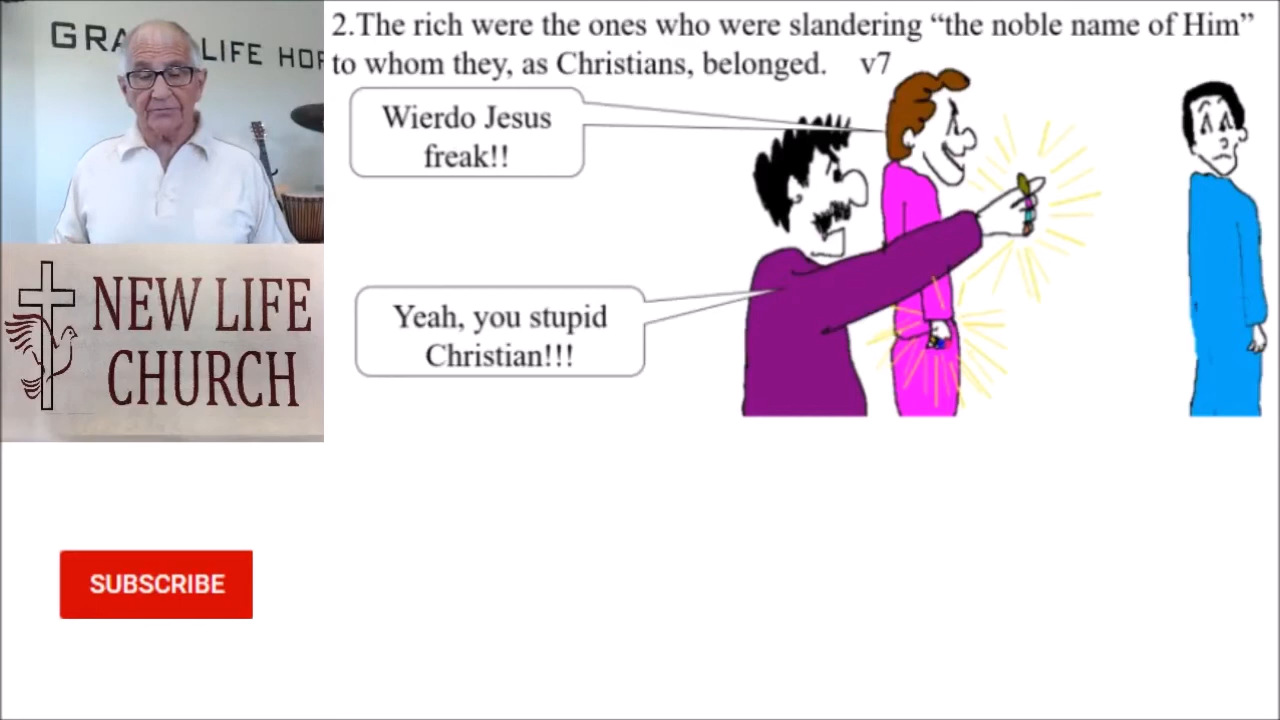 GRA LIFE HOP
2.The rich were the ones who were slandering “the noble name of Him”
to whom they, as Christians, belonged. v7
Wierdo Jesus
freak!!
Yeah, you stupid
Christian!!!
NEW LIFE
CHURCH
SUBSCRIBE